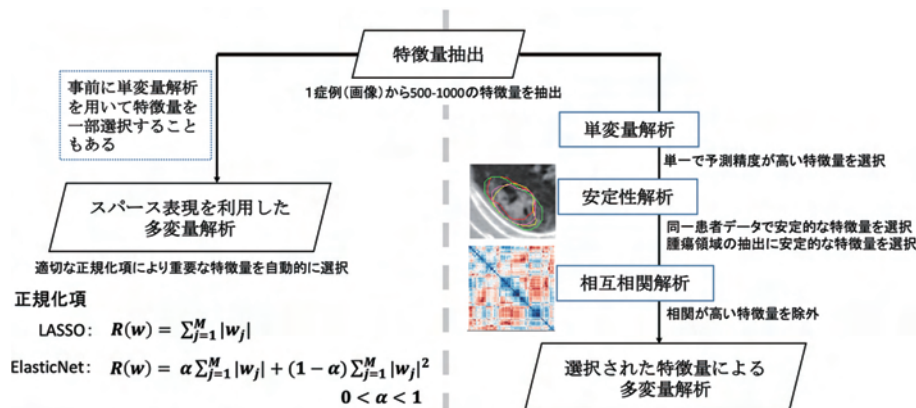 特徴量抽出
1症例(画像)から500-1000の特徴量を抽出
事前に単変量解析
を用いて特徴量を
一部選択すること
もある
スパース表現を利用した
多変量解析
適切な正規化項により重要な特徴量を自動的に選択
正規化項
LASSO: R(w) = ∑_{j=1}^{M}|w_j|
ElasticNet: R(w) = α∑_{j=1}^{M}|w_j| + (1 − α)∑_{j=1}^{M}|w_j|^2
0 < α < 1
単変量解析
単一で予測精度が高い特徴量を選択
安定性解析
同一患者データで安定的な特徴量を選択
腫瘍領域の抽出に安定的な特徴量を選択
相互相関解析
相関が高い特徴量を除外
選択された特徴量による
多変量解析